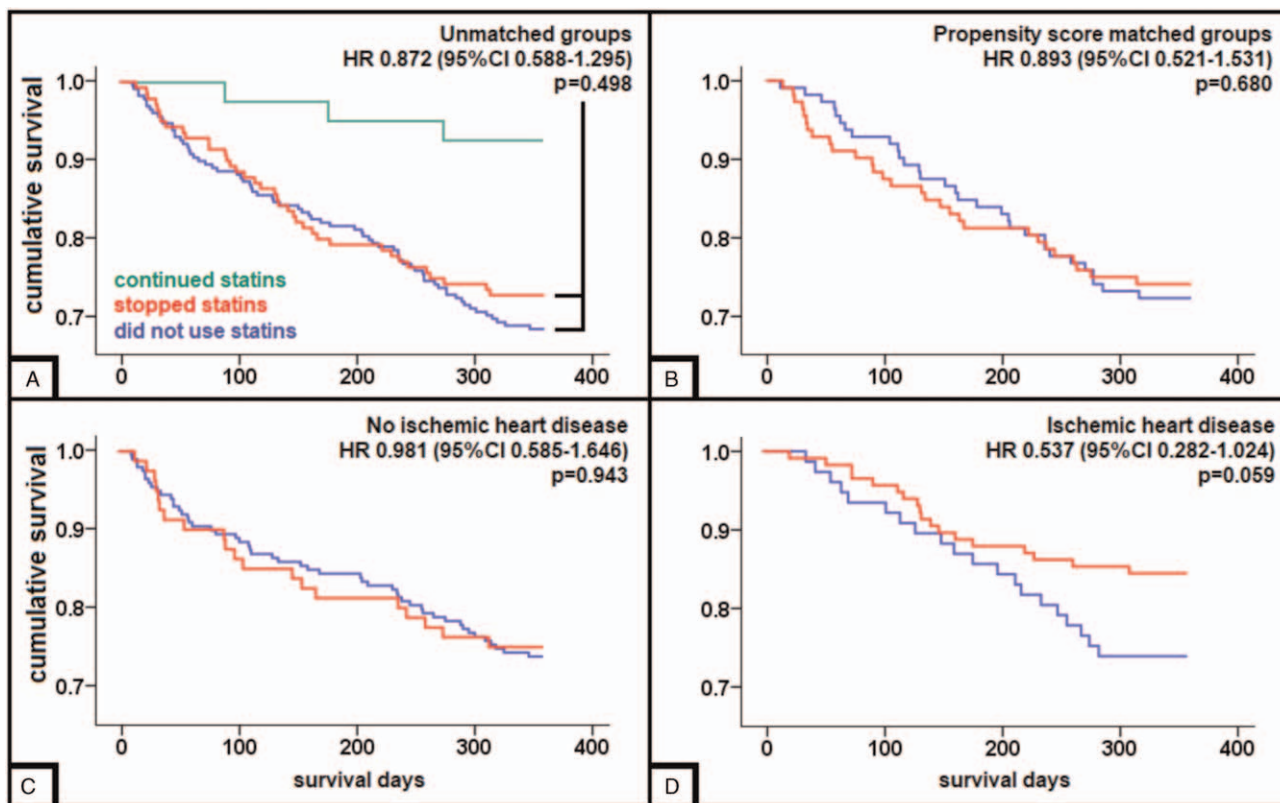 Unmatched groups
HR 0.872 (95%CI 0.588-1.295)
p=0.498
cumulative survival
1.0
0.9
0.8
0.7
continued statins
stopped statins
did not use statins
0 100 200 300 400
A
Propensity score matched groups
HR 0.893 (95%CI 0.521-1.531)
p=0.680
1.0
0.9
0.8
0.7
0 100 200 300 400
B
No ischemic heart disease
HR 0.981 (95%CI 0.585-1.646)
p=0.943
cumulative survival
1.0
0.9
0.8
0.7
0 100 200 300 400
survival days
C
Ischemic heart disease
HR 0.537 (95%CI 0.282-1.024)
p=0.059
1.0
0.9
0.8
0.7
0 100 200 300 400
survival days
D